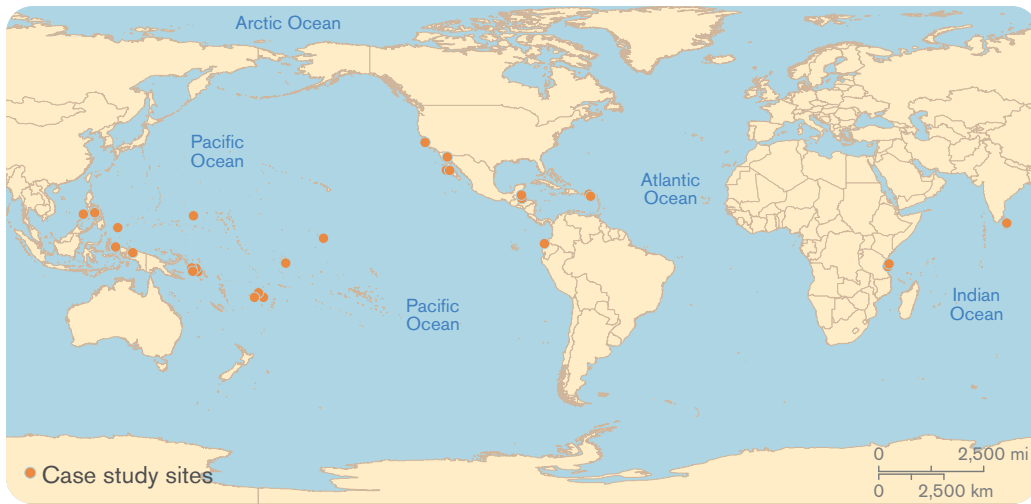 Arctic Ocean
Pacific
Ocean
Atlantic
Ocean
Pacific
Ocean
Indian
Ocean
Case study sites
0 2,500 mi
0 2,500 km